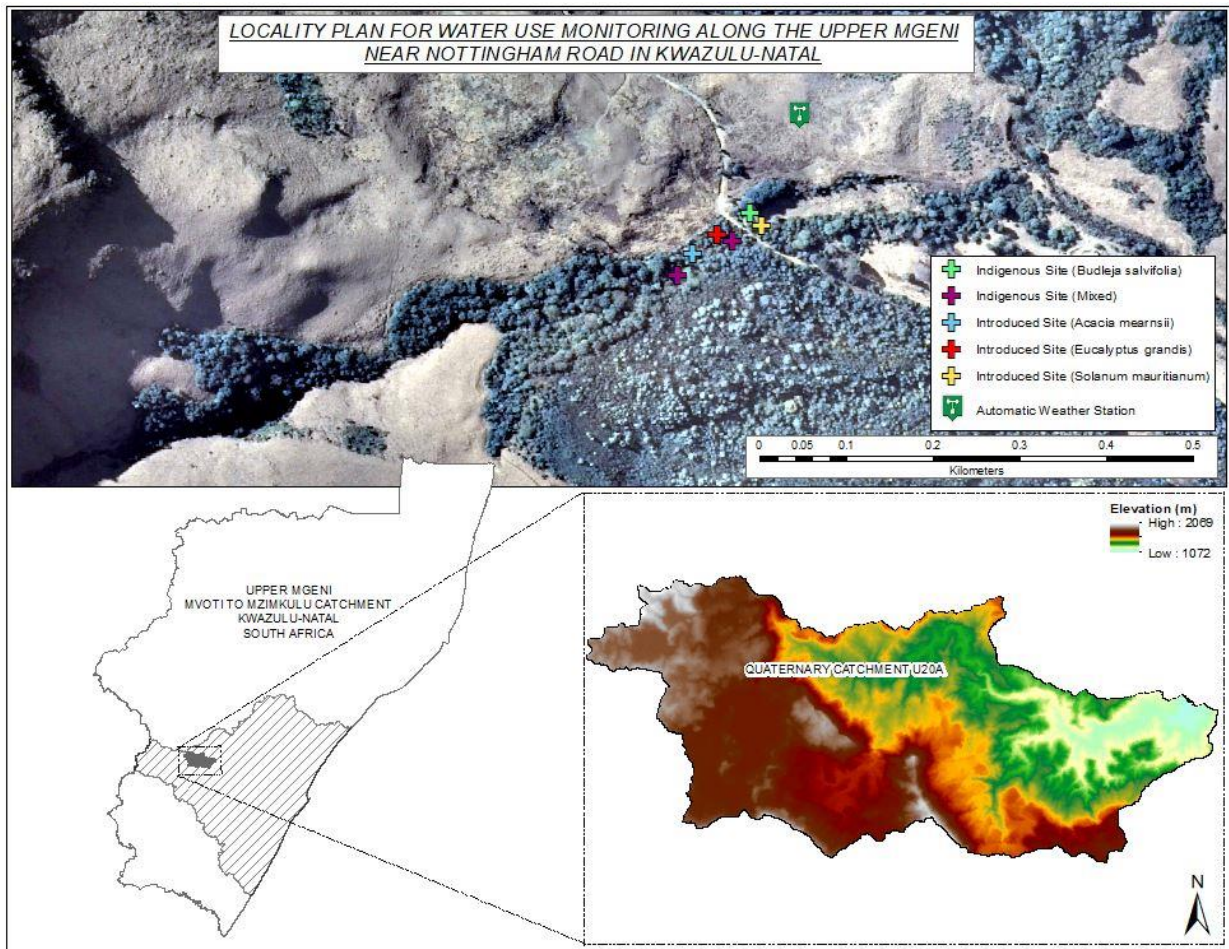 LOCALITY PLAN FOR WATER USE MONITORING ALONG THE UPPER MGENI
NEAR NOTTINGHAM ROAD IN KWAZULU-NATAL
Indigenous Site (Budleja salvifolia)
Indigenous Site (Mixed)
Introduced Site (Acacia mearnsii)
Introduced Site (Eucalyptus grandis)
Introduced Site (Solanum mauritianum)
Automatic Weather Station
0 0.05 0.1 0.2 0.3 0.4 0.5
Kilometers
UPPER MGENI
MVOTI TO MZIMKULU CATCHMENT
KWAZULU-NATAL
SOUTH AFRICA
Elevation (m)
High : 2069
Low : 1072
QUATERNARY CATCHMENT U20A
N